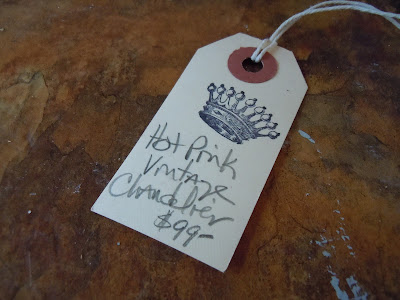 Hot Pink
Vintage
Chandelier
$99-